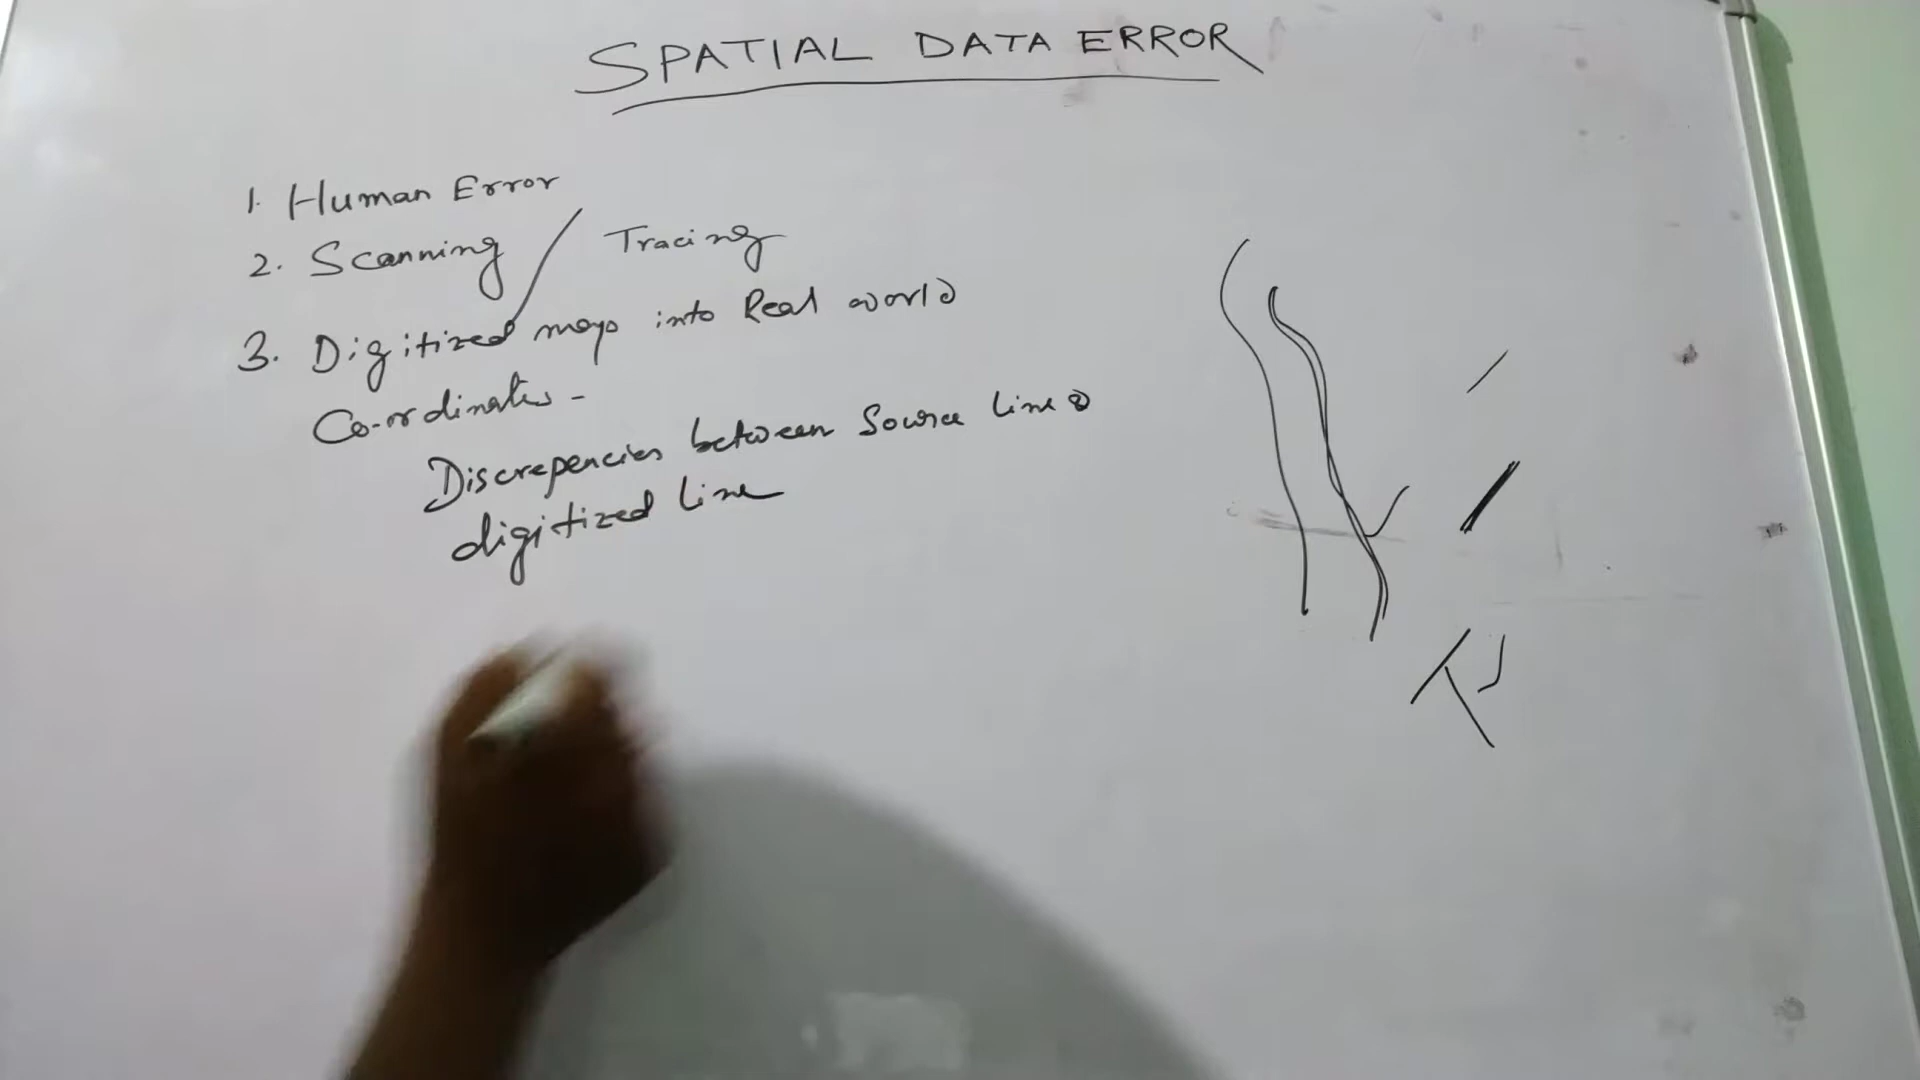 SPATIAL DATA ERROR
1. Human Error
2. Scanning / Tracing
3. Digitized maps into Real world
Co-ordinates -
Discrepencies between Source line &
digitized line